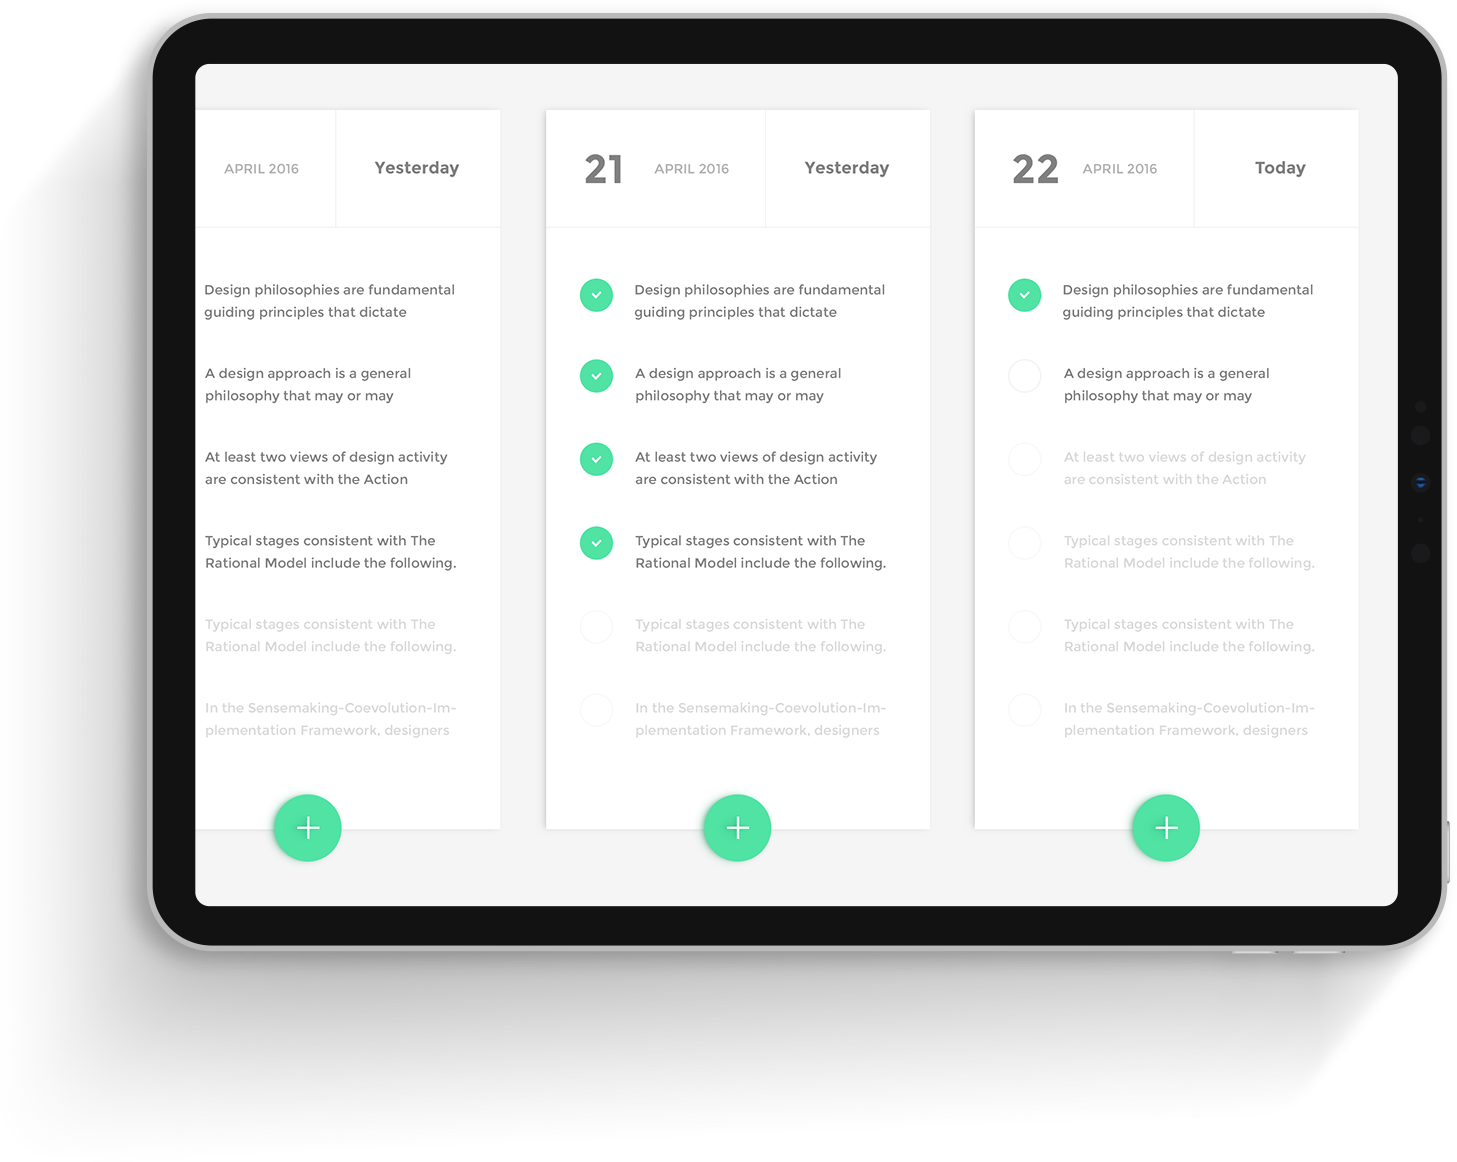 APRIL 2016
Yesterday
Design philosophies are fundamental
guiding principles that dictate
A design approach is a general
philosophy that may or may
At least two views of design activity
are consistent with the Action
Typical stages consistent with The
Rational Model include the following.
Typical stages consistent with The
Rational Model include the following.
In the Sensemaking-Coevolution-Im-
plementation Framework, designers
21
APRIL 2016
Yesterday
Design philosophies are fundamental
guiding principles that dictate
A design approach is a general
philosophy that may or may
At least two views of design activity
are consistent with the Action
Typical stages consistent with The
Rational Model include the following.
Typical stages consistent with The
Rational Model include the following.
In the Sensemaking-Coevolution-Im-
plementation Framework, designers
22
APRIL 2016
Today
Design philosophies are fundamental
guiding principles that dictate
A design approach is a general
philosophy that may or may
At least two views of design activity
are consistent with the Action
Typical stages consistent with The
Rational Model include the following.
Typical stages consistent with The
Rational Model include the following.
In the Sensemaking-Coevolution-Im-
plementation Framework, designers